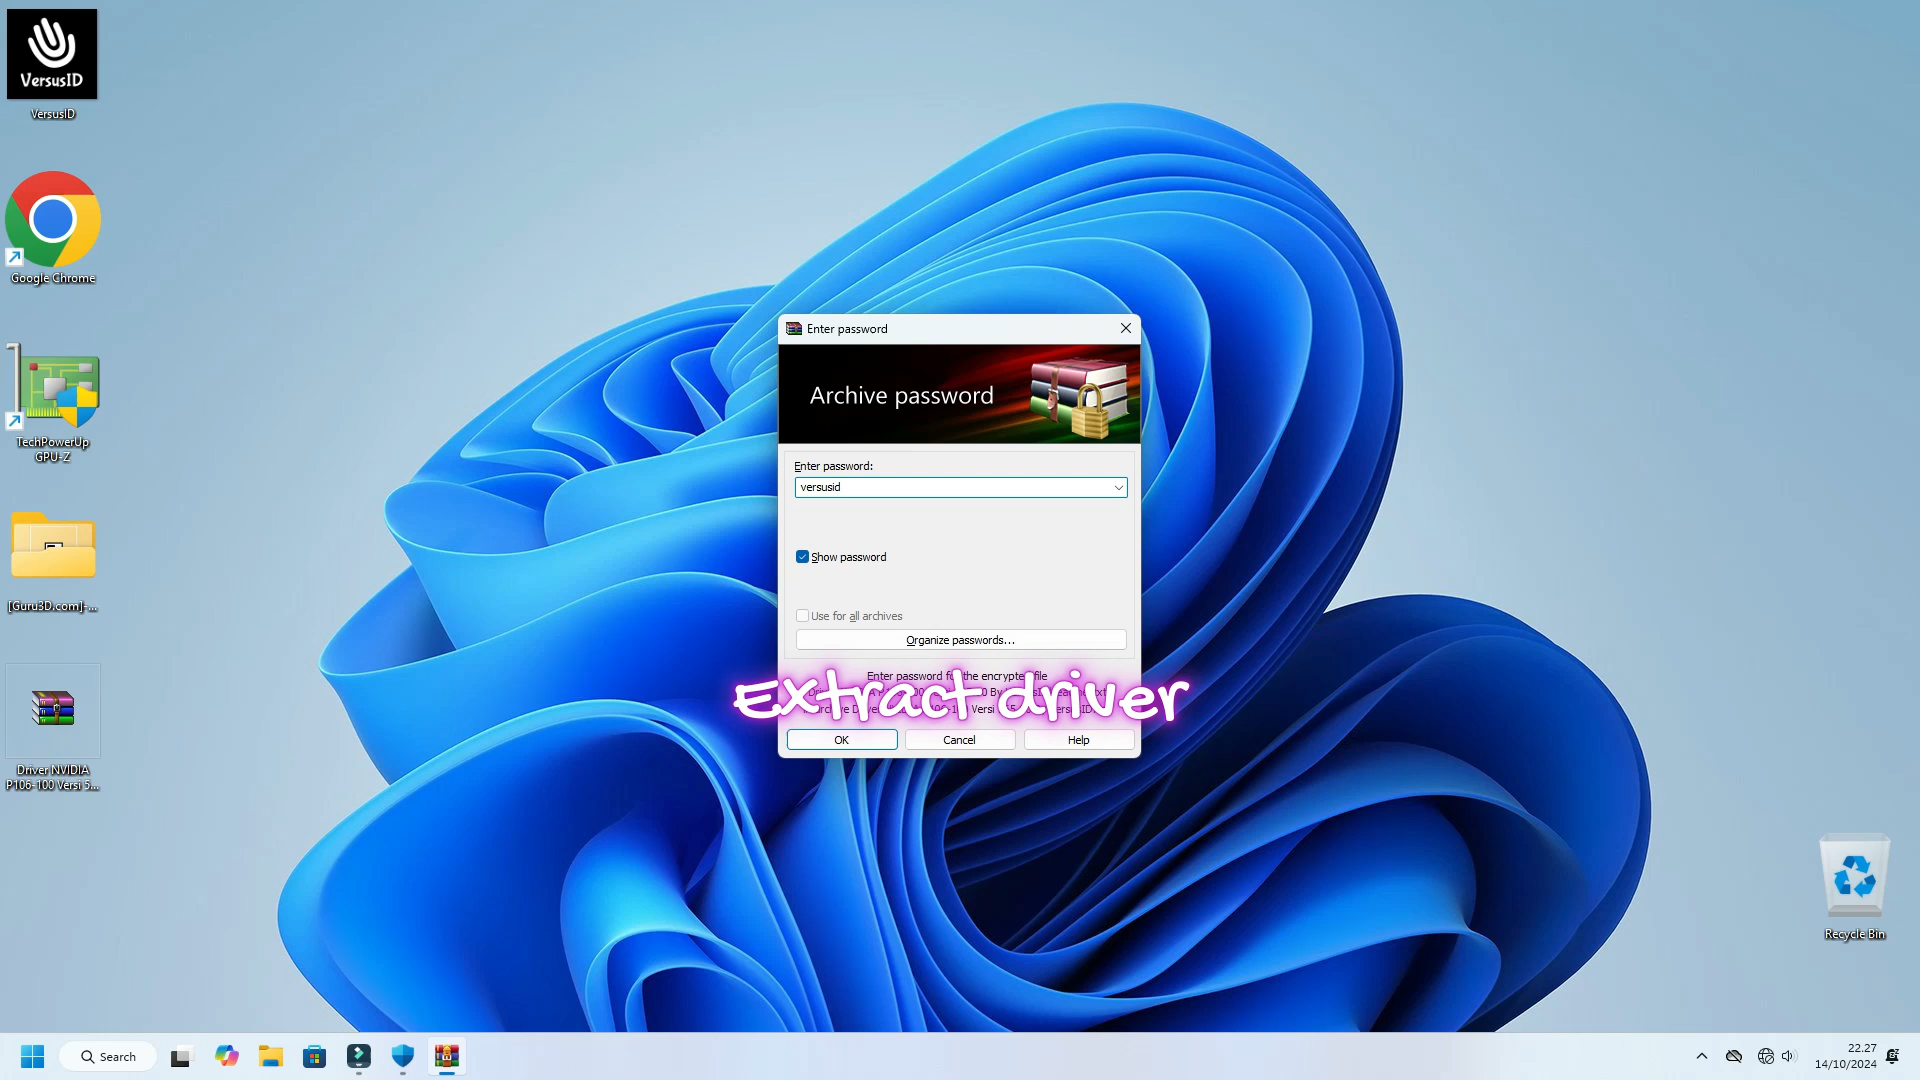 VersusID
VersusID
Google Chrome
TechPowerUp
GPU-Z
[Guru3D.com]-...
Driver NVIDIA
P106-100 Versi 5...
Enter password
Archive password
Enter password:
versusid
Show password
Use for all archives
Organize passwords...
Enter password for the encrypted file
Extract driver
OK
Cancel
Help
Recycle Bin
Search
22.27
14/10/2024